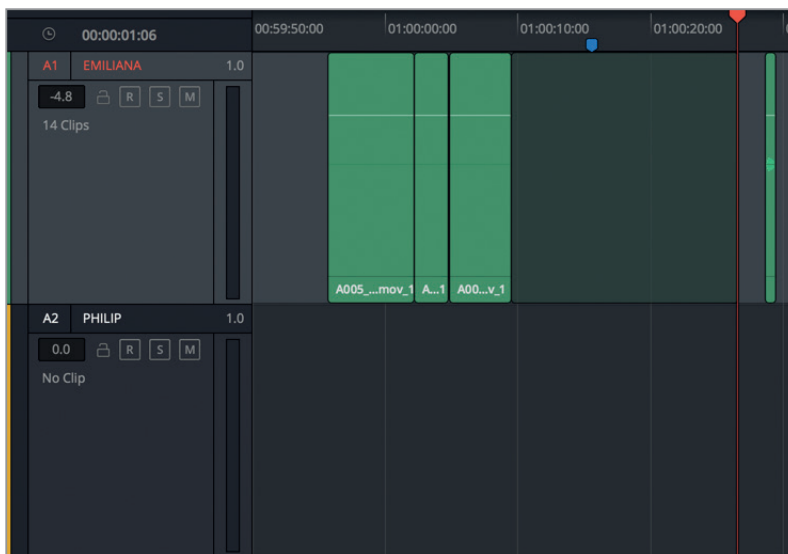 00:00:01:06
00:59:50:00 01:00:00:00 01:00:10:00 01:00:20:00
A1 EMILIANA 1.0
-4.8 R S M
14 Clips
A005_...mov_1 A...1 A00...v_1
A2 PHILIP 1.0
0.0 R S M
No Clip